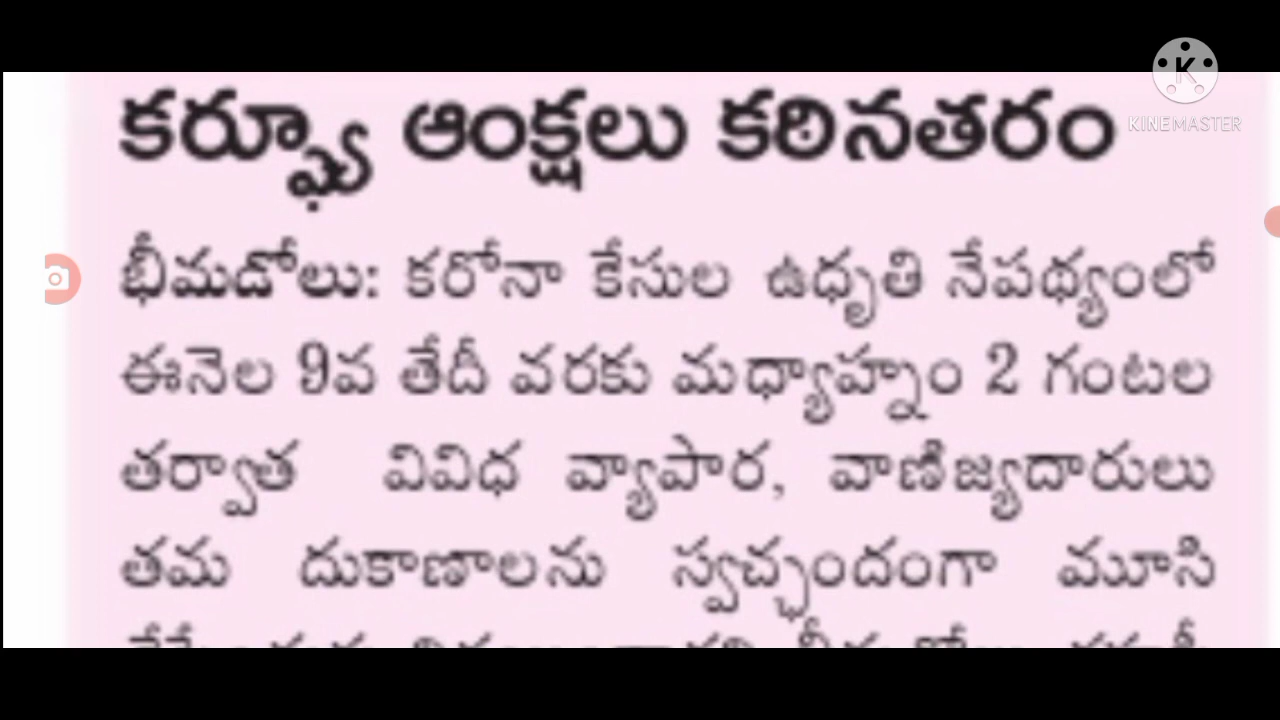 కర్ఫ్యూ ఆంక్షలు కఠినతరం
KINEMASTER
భీమడోలు: కరోనా కేసుల ఉధృతి నేపథ్యంలో
ఈనెల 9వ తేదీ వరకు మధ్యాహ్నం 2 గంటల
తర్వాత వివిధ వ్యాపార, వాణిజ్యదారులు
తమ దుకాణాలను స్వచ్ఛందంగా మూసి